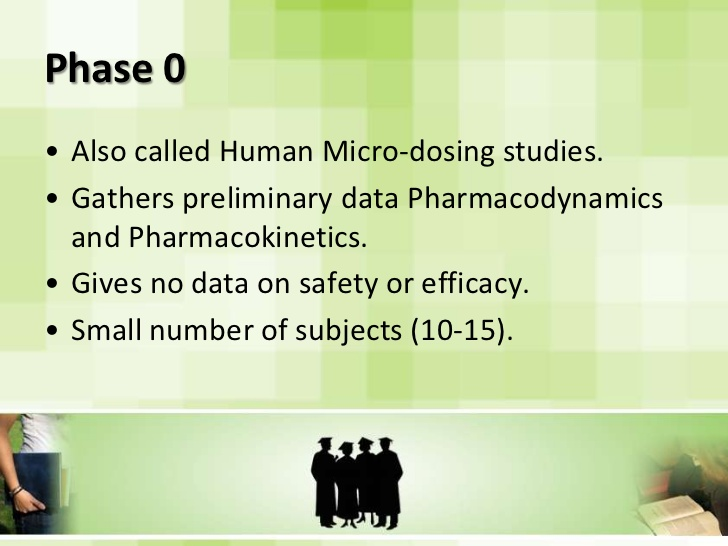 Phase 0
• Also called Human Micro-dosing studies.
• Gathers preliminary data Pharmacodynamics
and Pharmacokinetics.
• Gives no data on safety or efficacy.
• Small number of subjects (10-15).